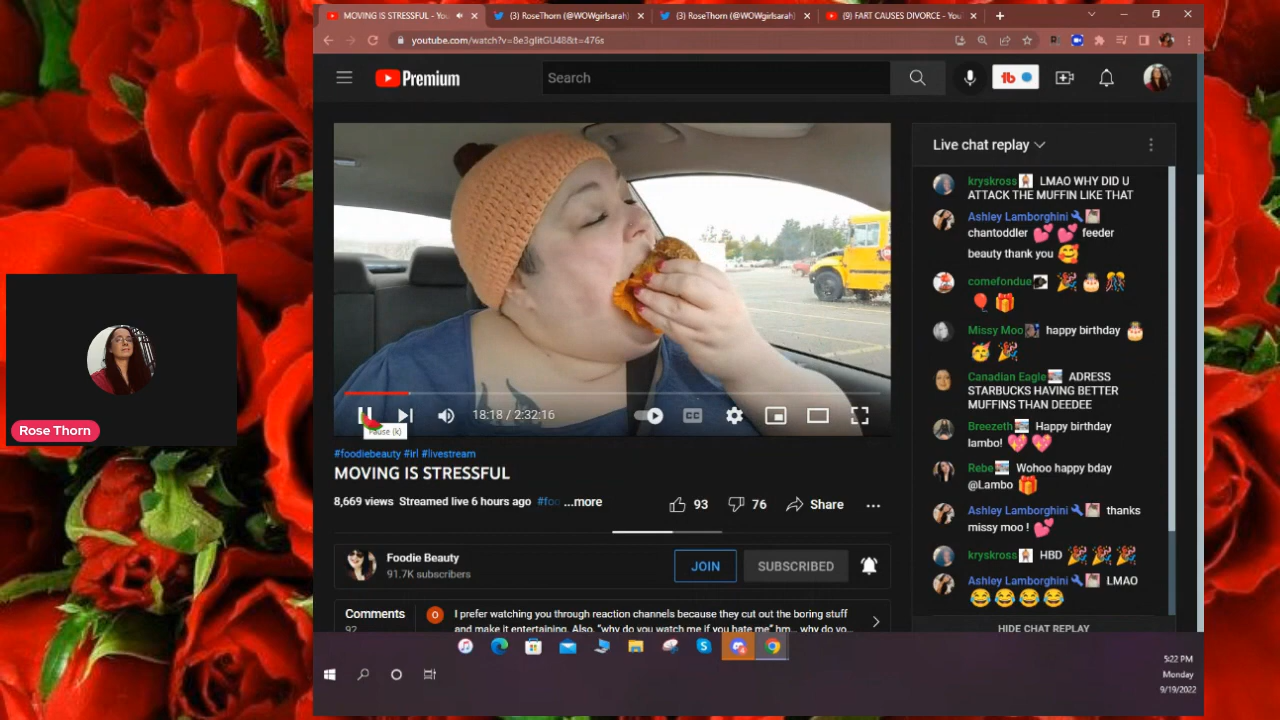 MOVING IS STRESSFUL - You
(3) RoseThorn (@WOWgirlsarah)
(3) RoseThorn (@WOWgirlsarah)
(9) FART CAUSES DIVORCE - You
youtube.com/watch?v=8e3glitGU48&t=476s
Premium
Search
Live chat replay
kryskross LMAO WHY DID U
ATTACK THE MUFFIN LIKE THAT
Ashley Lamborghini
chantoddler 💕 💕 feeder
beauty thank you 🥰
comefondue 🎉 🎂 🎊
🎈 🎁
Missy Moo happy birthday 🎂
🥳 🎉
Canadian Eagle ADRESS
STARBUCKS HAVING BETTER
MUFFINS THAN DEEDEE
Breezeth Happy birthday
lambo! 💖 💖
Rebe Wohoo happy bday
@Lambo 🎁
Ashley Lamborghini thanks
missy moo ! 💕
kryskross HBD 🎉 🎉 🎉
Ashley Lamborghini LMAO
😂 😂 😂 😂
HIDE CHAT REPLAY
18:18 / 2:32:16
CC
Pause (k)
#foodiebeauty #irl #livestream
MOVING IS STRESSFUL
8,669 views Streamed live 6 hours ago #foo ...more
93
76
Share
Foodie Beauty
91.7K subscribers
JOIN
SUBSCRIBED
Comments
92
I prefer watching you through reaction channels because they cut out the boring stuff
and make it entertaining. Also, "why do you watch me if you hate me" hm... why do yo...
Rose Thorn
5:22 PM
Monday
9/19/2022